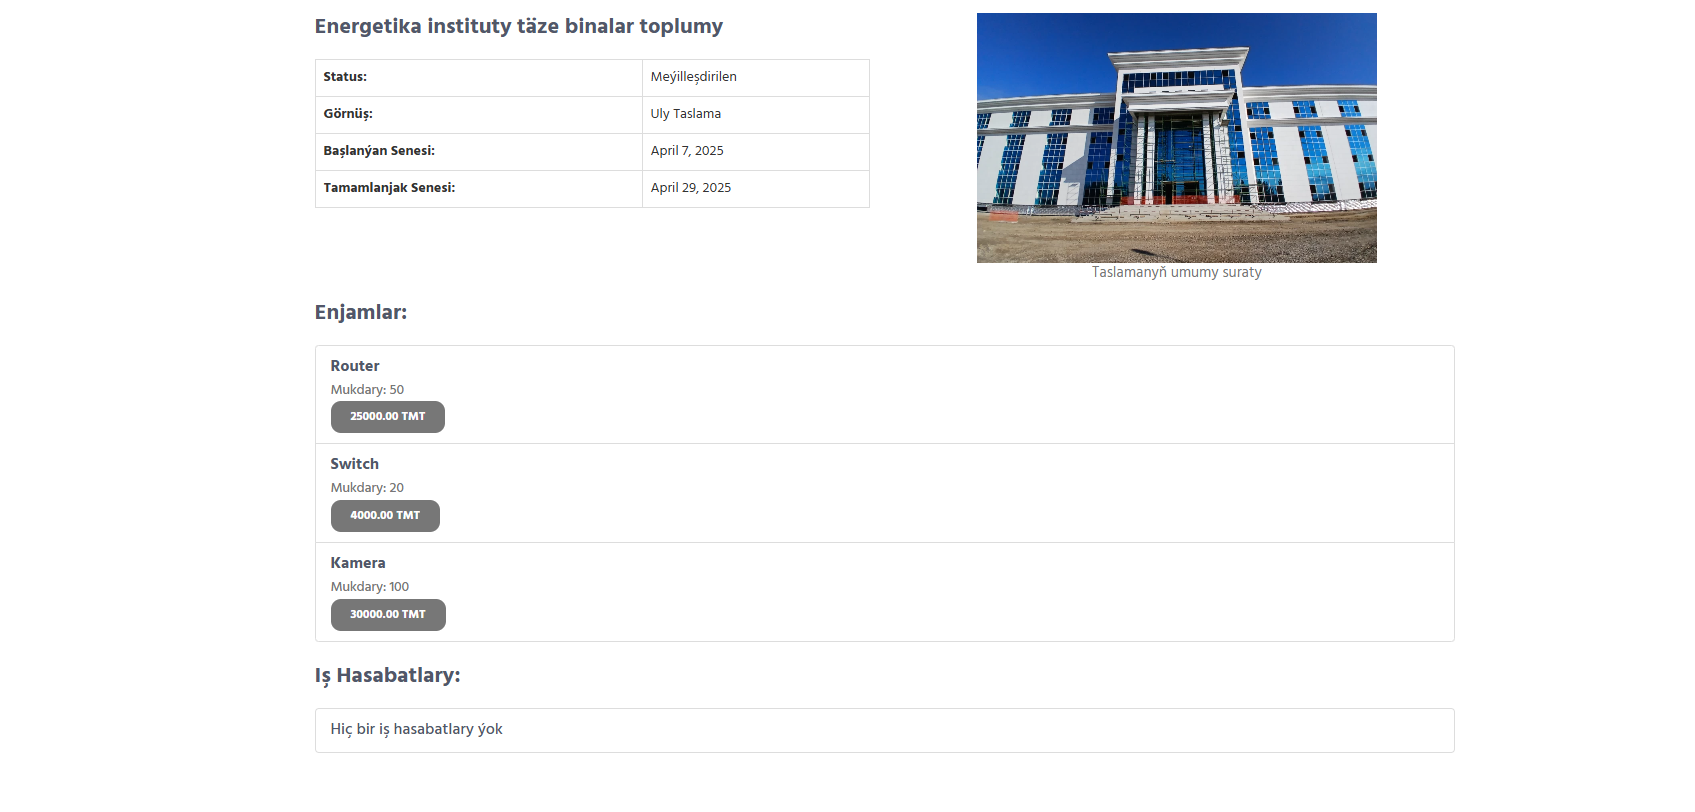 Energetika instituty täze binalar toplumy
Status: Meýilleşdirilen
Görnüş: Uly Taslama
Başlanýan Senesi: April 7, 2025
Tamamlanjak Senesi: April 29, 2025
Taslamanyň umumy suraty
Enjamlar:
Router
Mukdary: 50
25000.00 TMT
Switch
Mukdary: 20
4000.00 TMT
Kamera
Mukdary: 100
30000.00 TMT
Iş Hasabatlary:
Hiç bir iş hasabatlary ýok